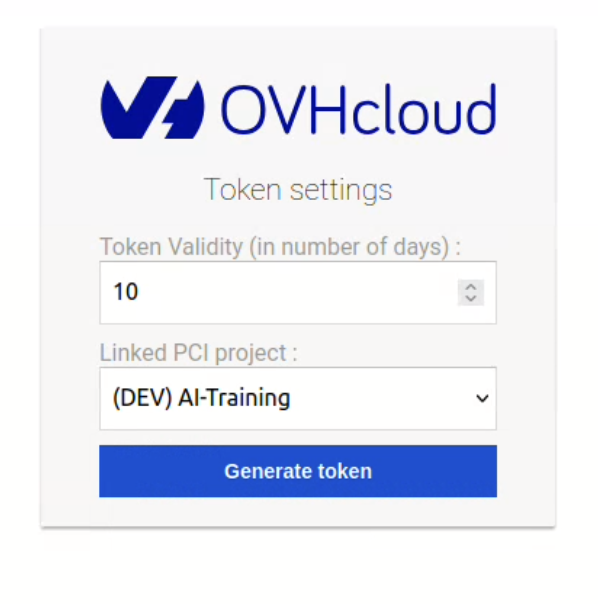 OVHcloud
Token settings
Token Validity (in number of days) :
10
Linked PCI project :
(DEV) AI-Training
Generate token